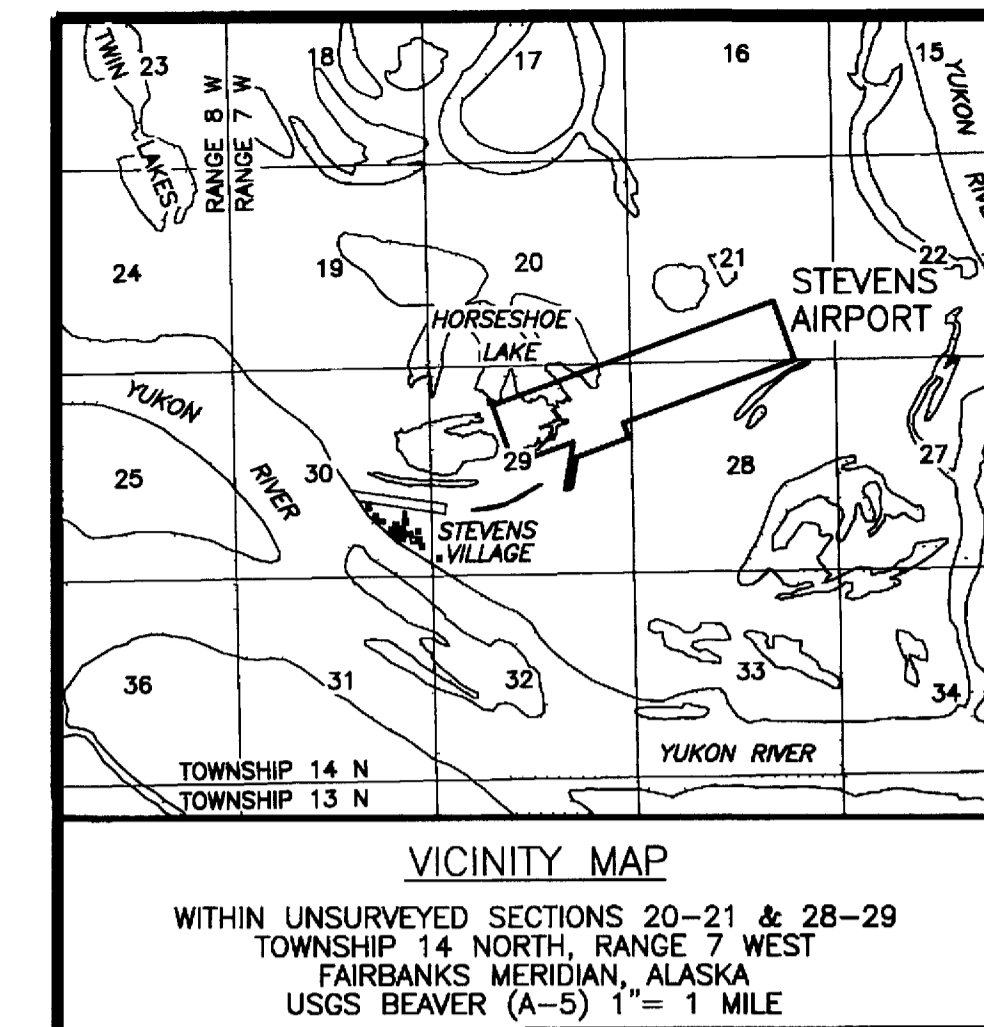 TWIN
LAKES
23
18
17
16
15
YUKON
RANGE 8 W
RANGE 7 W
24
19
20
21
22
STEVENS
AIRPORT
HORSESHOE
LAKE
YUKON
RIVER
25
30
29
28
27
STEVENS
VILLAGE
36
31
32
33
34
YUKON RIVER
TOWNSHIP 14 N
TOWNSHIP 13 N
VICINITY MAP
WITHIN UNSURVEYED SECTIONS 20-21 & 28-29
TOWNSHIP 14 NORTH, RANGE 7 WEST
FAIRBANKS MERIDIAN, ALASKA
USGS BEAVER (A-5) 1"= 1 MILE